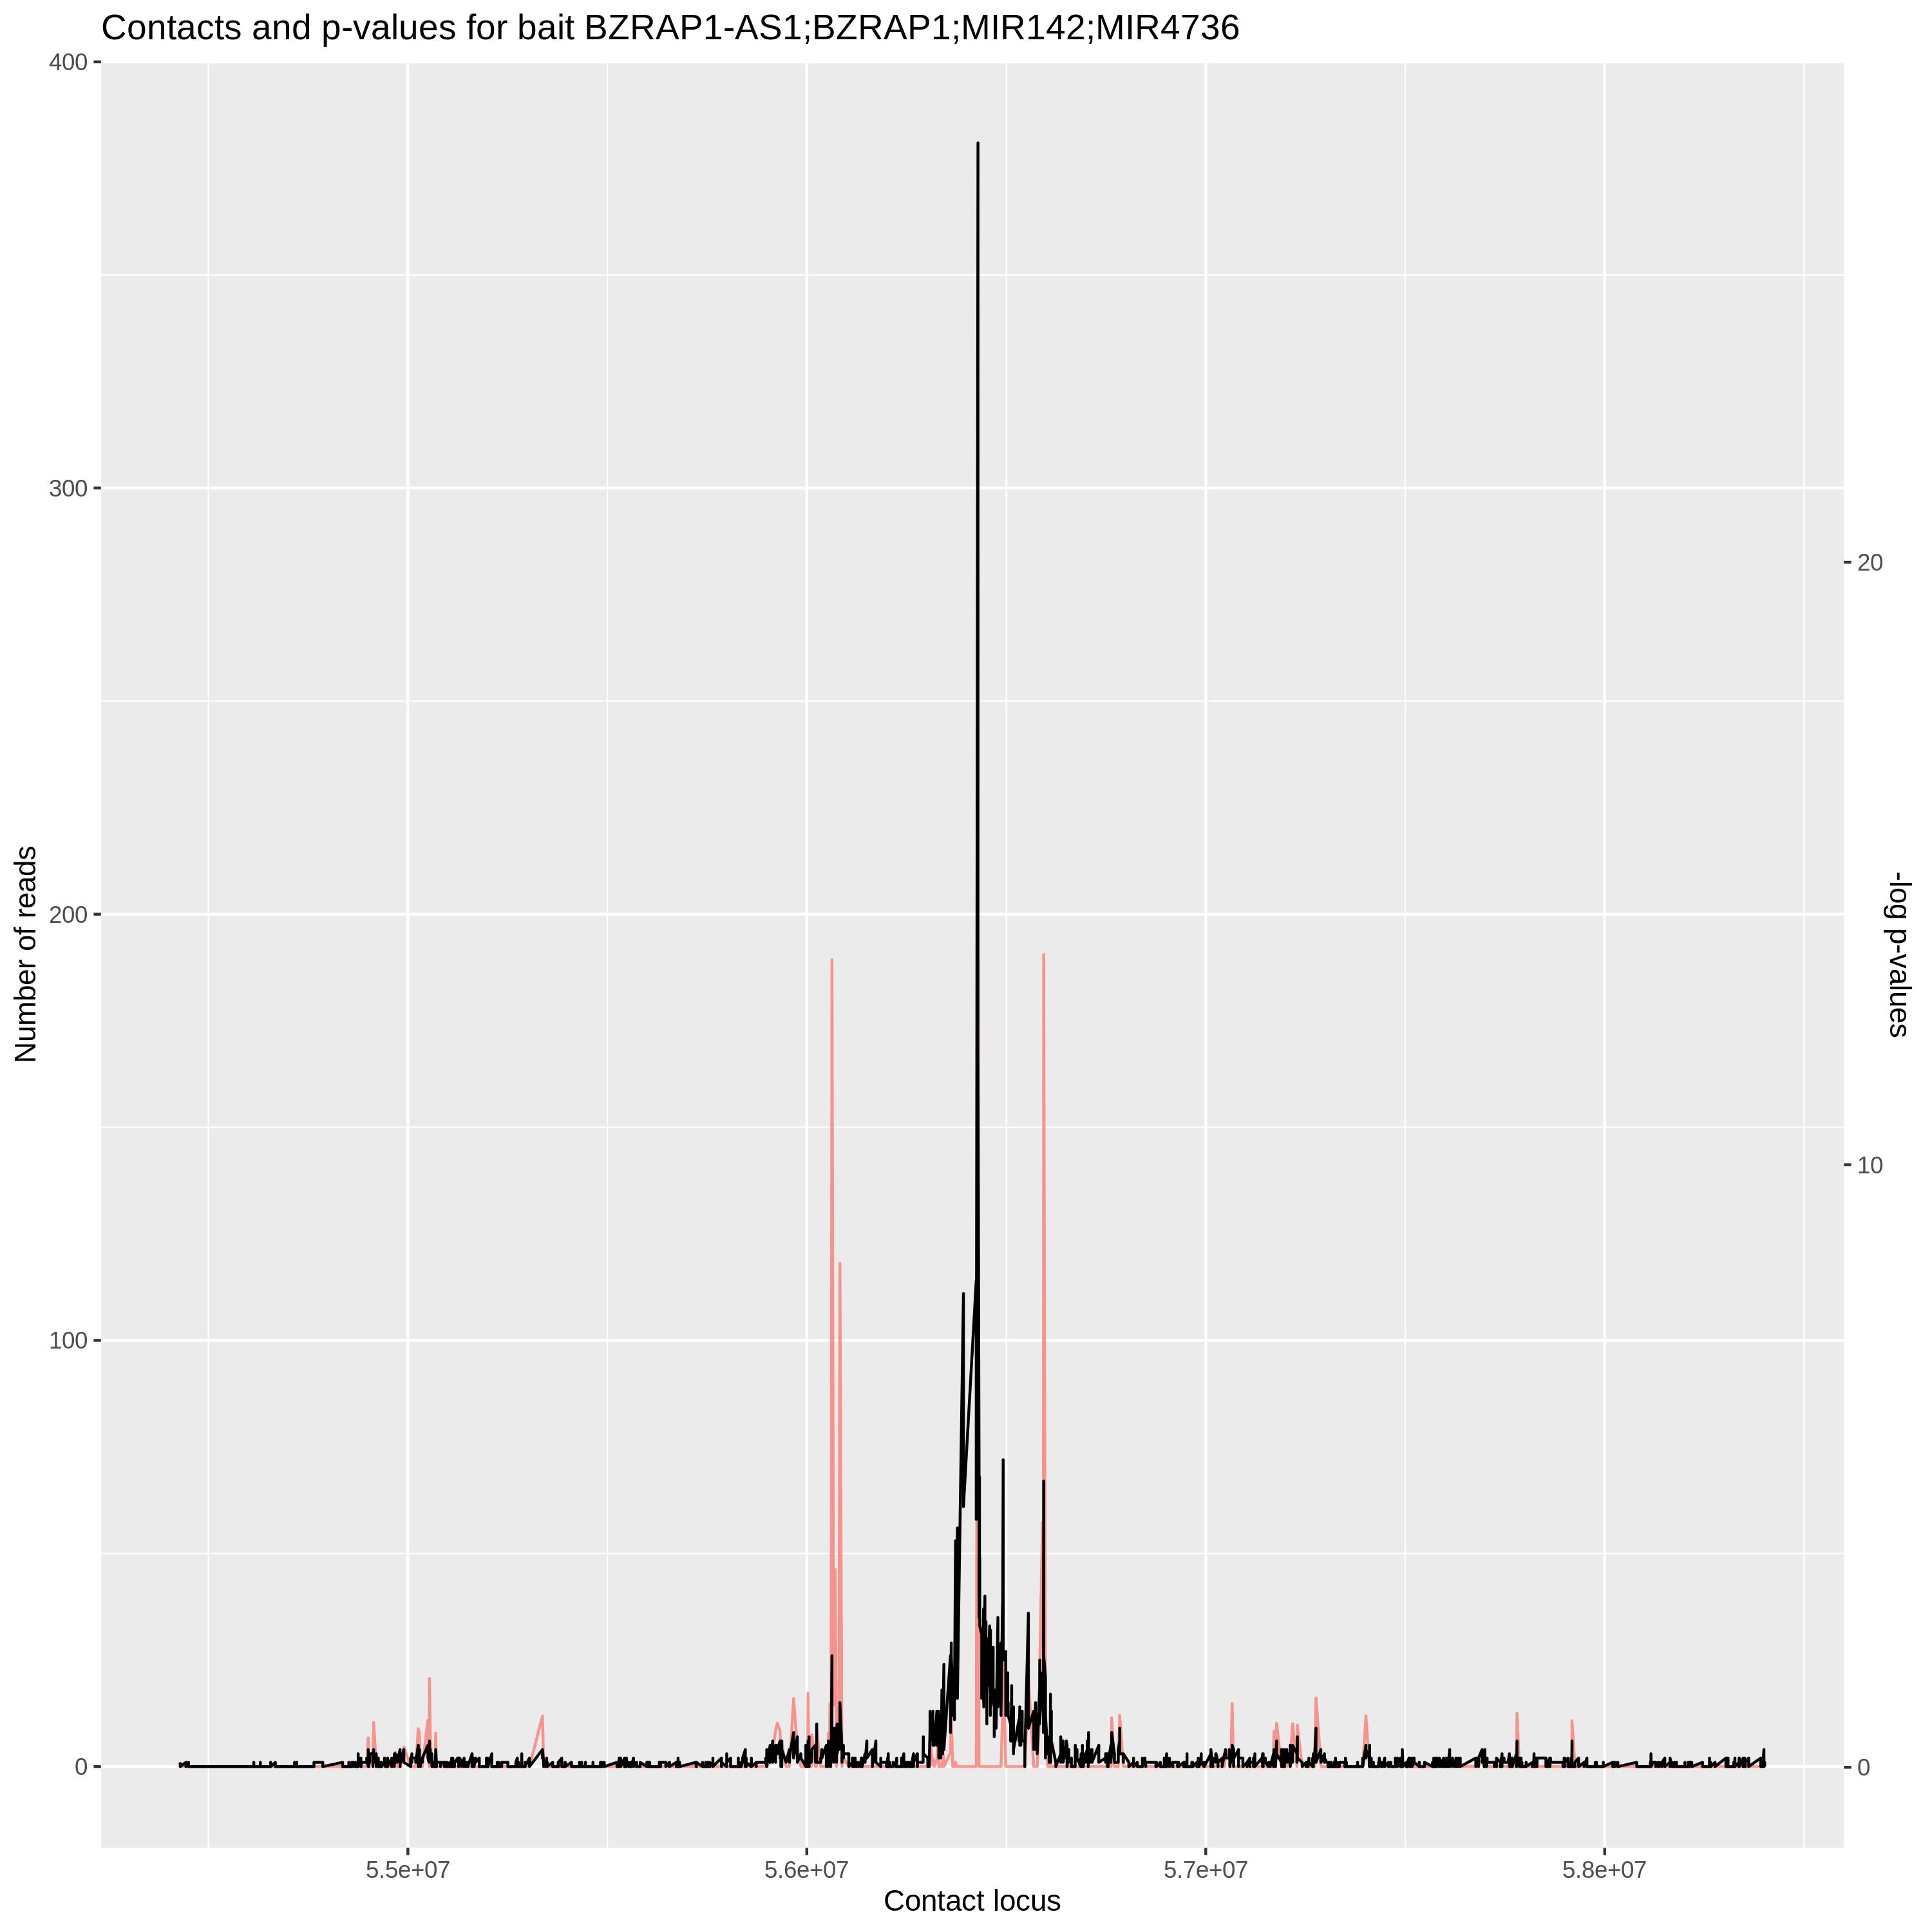 Contacts and p-values for bait BZRAP1-AS1;BZRAP1;MIR142;MIR4736
400
300
200
100
0
Number of reads
20
10
0
-log p-values
5.5e+07
5.6e+07
5.7e+07
5.8e+07
Contact locus